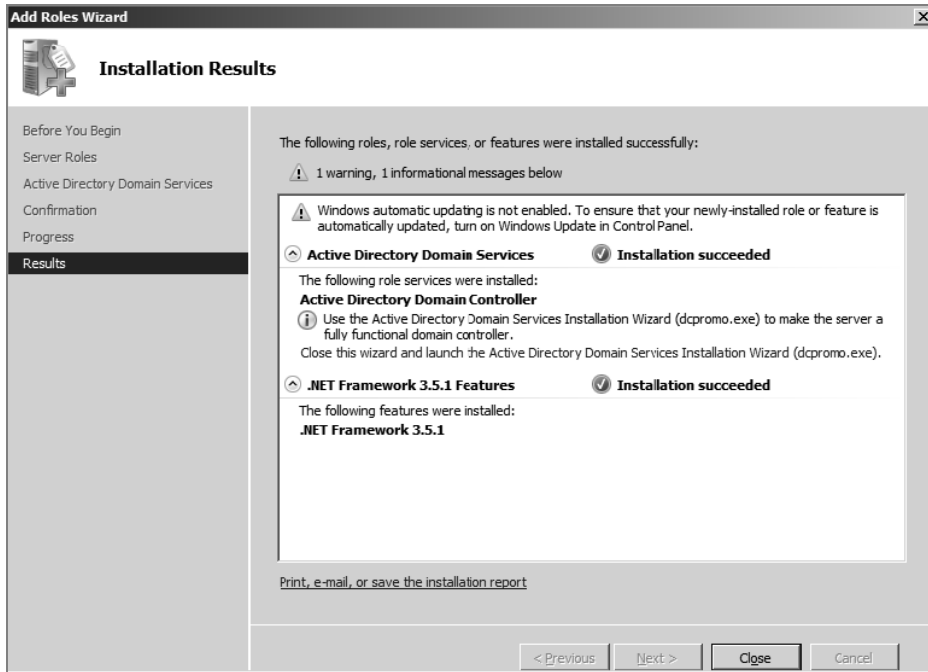 Add Roles Wizard
Installation Results
Before You Begin
Server Roles
Active Directory Domain Services
Confirmation
Progress
Results
The following roles, role services, or features were installed successfully:
1 warning, 1 informational messages below
Windows automatic updating is not enabled. To ensure that your newly-installed role or feature is
automatically updated, turn on Windows Update in Control Panel.
Active Directory Domain Services Installation succeeded
The following role services were installed:
Active Directory Domain Controller
Use the Active Directory Domain Services Installation Wizard (dcpromo.exe) to make the server a
fully functional domain controller.
Close this wizard and launch the Active Directory Domain Services Installation Wizard (dcpromo.exe).
.NET Framework 3.5.1 Features Installation succeeded
The following features were installed:
.NET Framework 3.5.1
Print, e-mail, or save the installation report
< Previous Next > Close Cancel